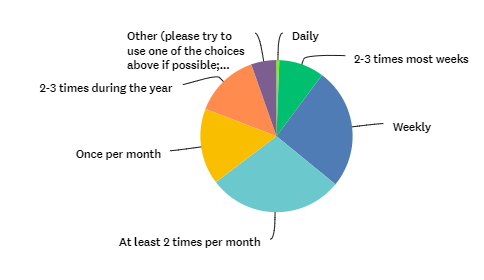 Other (please try to
use one of the choices
above if possible;...
Daily
2-3 times most weeks
2-3 times during the year
Weekly
Once per month
At least 2 times per month